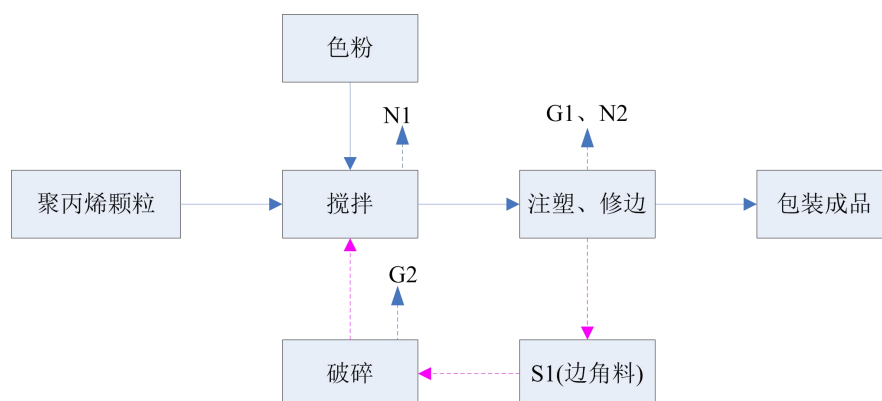 色粉
N1
G1、N2
聚丙烯颗粒
搅拌
注塑、修边
包装成品
G2
破碎
S1(边角料)